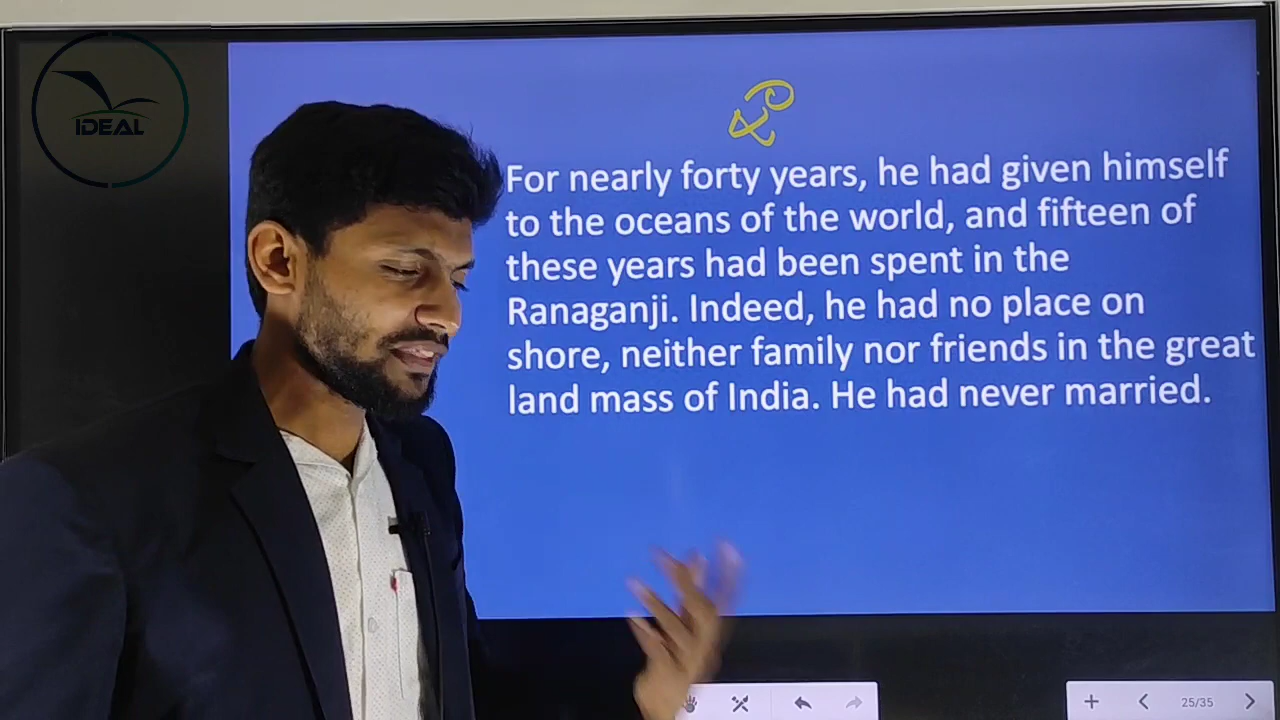 IDEAL
For nearly forty years, he had given himself
to the oceans of the world, and fifteen of
these years had been spent in the
Ranaganji. Indeed, he had no place on
shore, neither family nor friends in the great
land mass of India. He had never married.
25/35